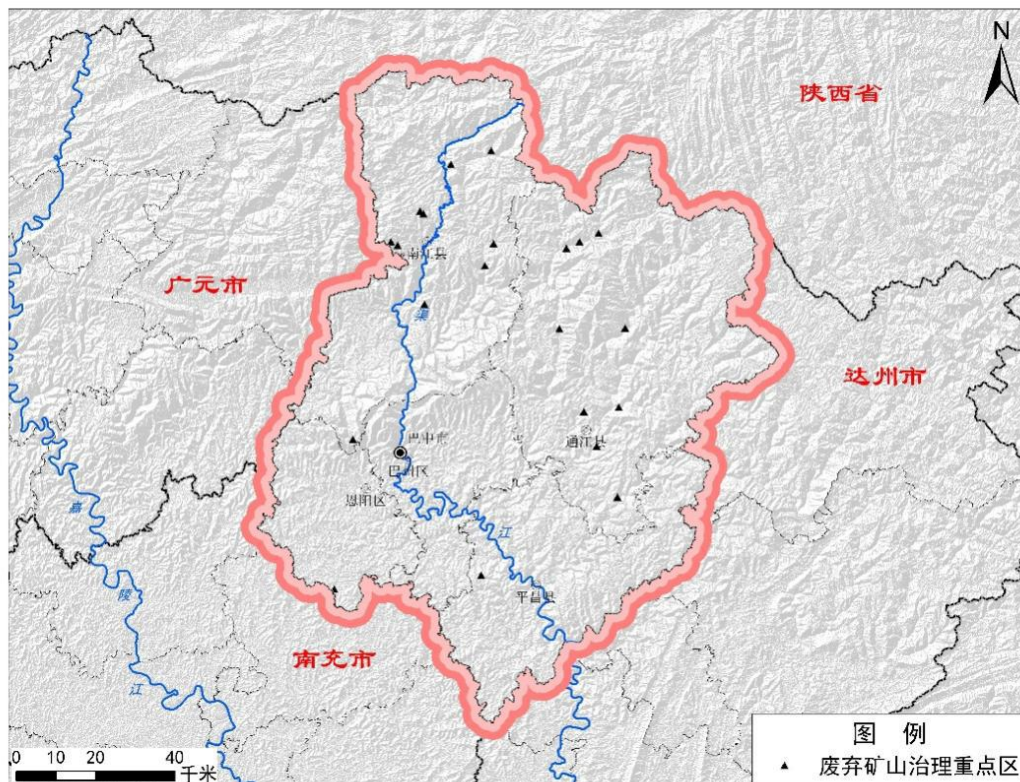 N
陕西省
南江县
广元市
渠
达州市
巴中市
通江县
巴州区
恩阳区
嘉
江
陵
平昌县
南充市
江
图 例
废弃矿山治理重点区
0 10 20 40
千米